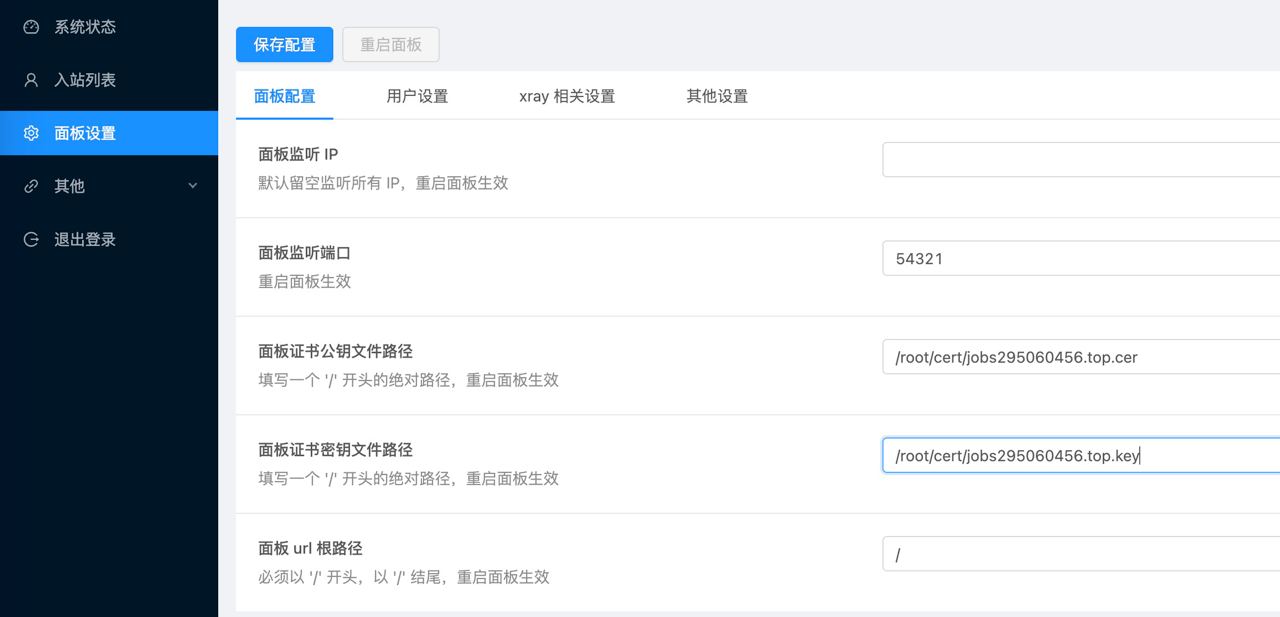 系统状态
入站列表
面板设置
其他
退出登录
保存配置 重启面板
面板配置 用户设置 xray 相关设置 其他设置
面板监听 IP
默认留空监听所有 IP，重启面板生效
面板监听端口
重启面板生效
54321
面板证书公钥文件路径
填写一个 '/' 开头的绝对路径，重启面板生效
/root/cert/jobs295060456.top.cer
面板证书密钥文件路径
填写一个 '/' 开头的绝对路径，重启面板生效
/root/cert/jobs295060456.top.key
面板 url 根路径
必须以 '/' 开头，以 '/' 结尾，重启面板生效
/